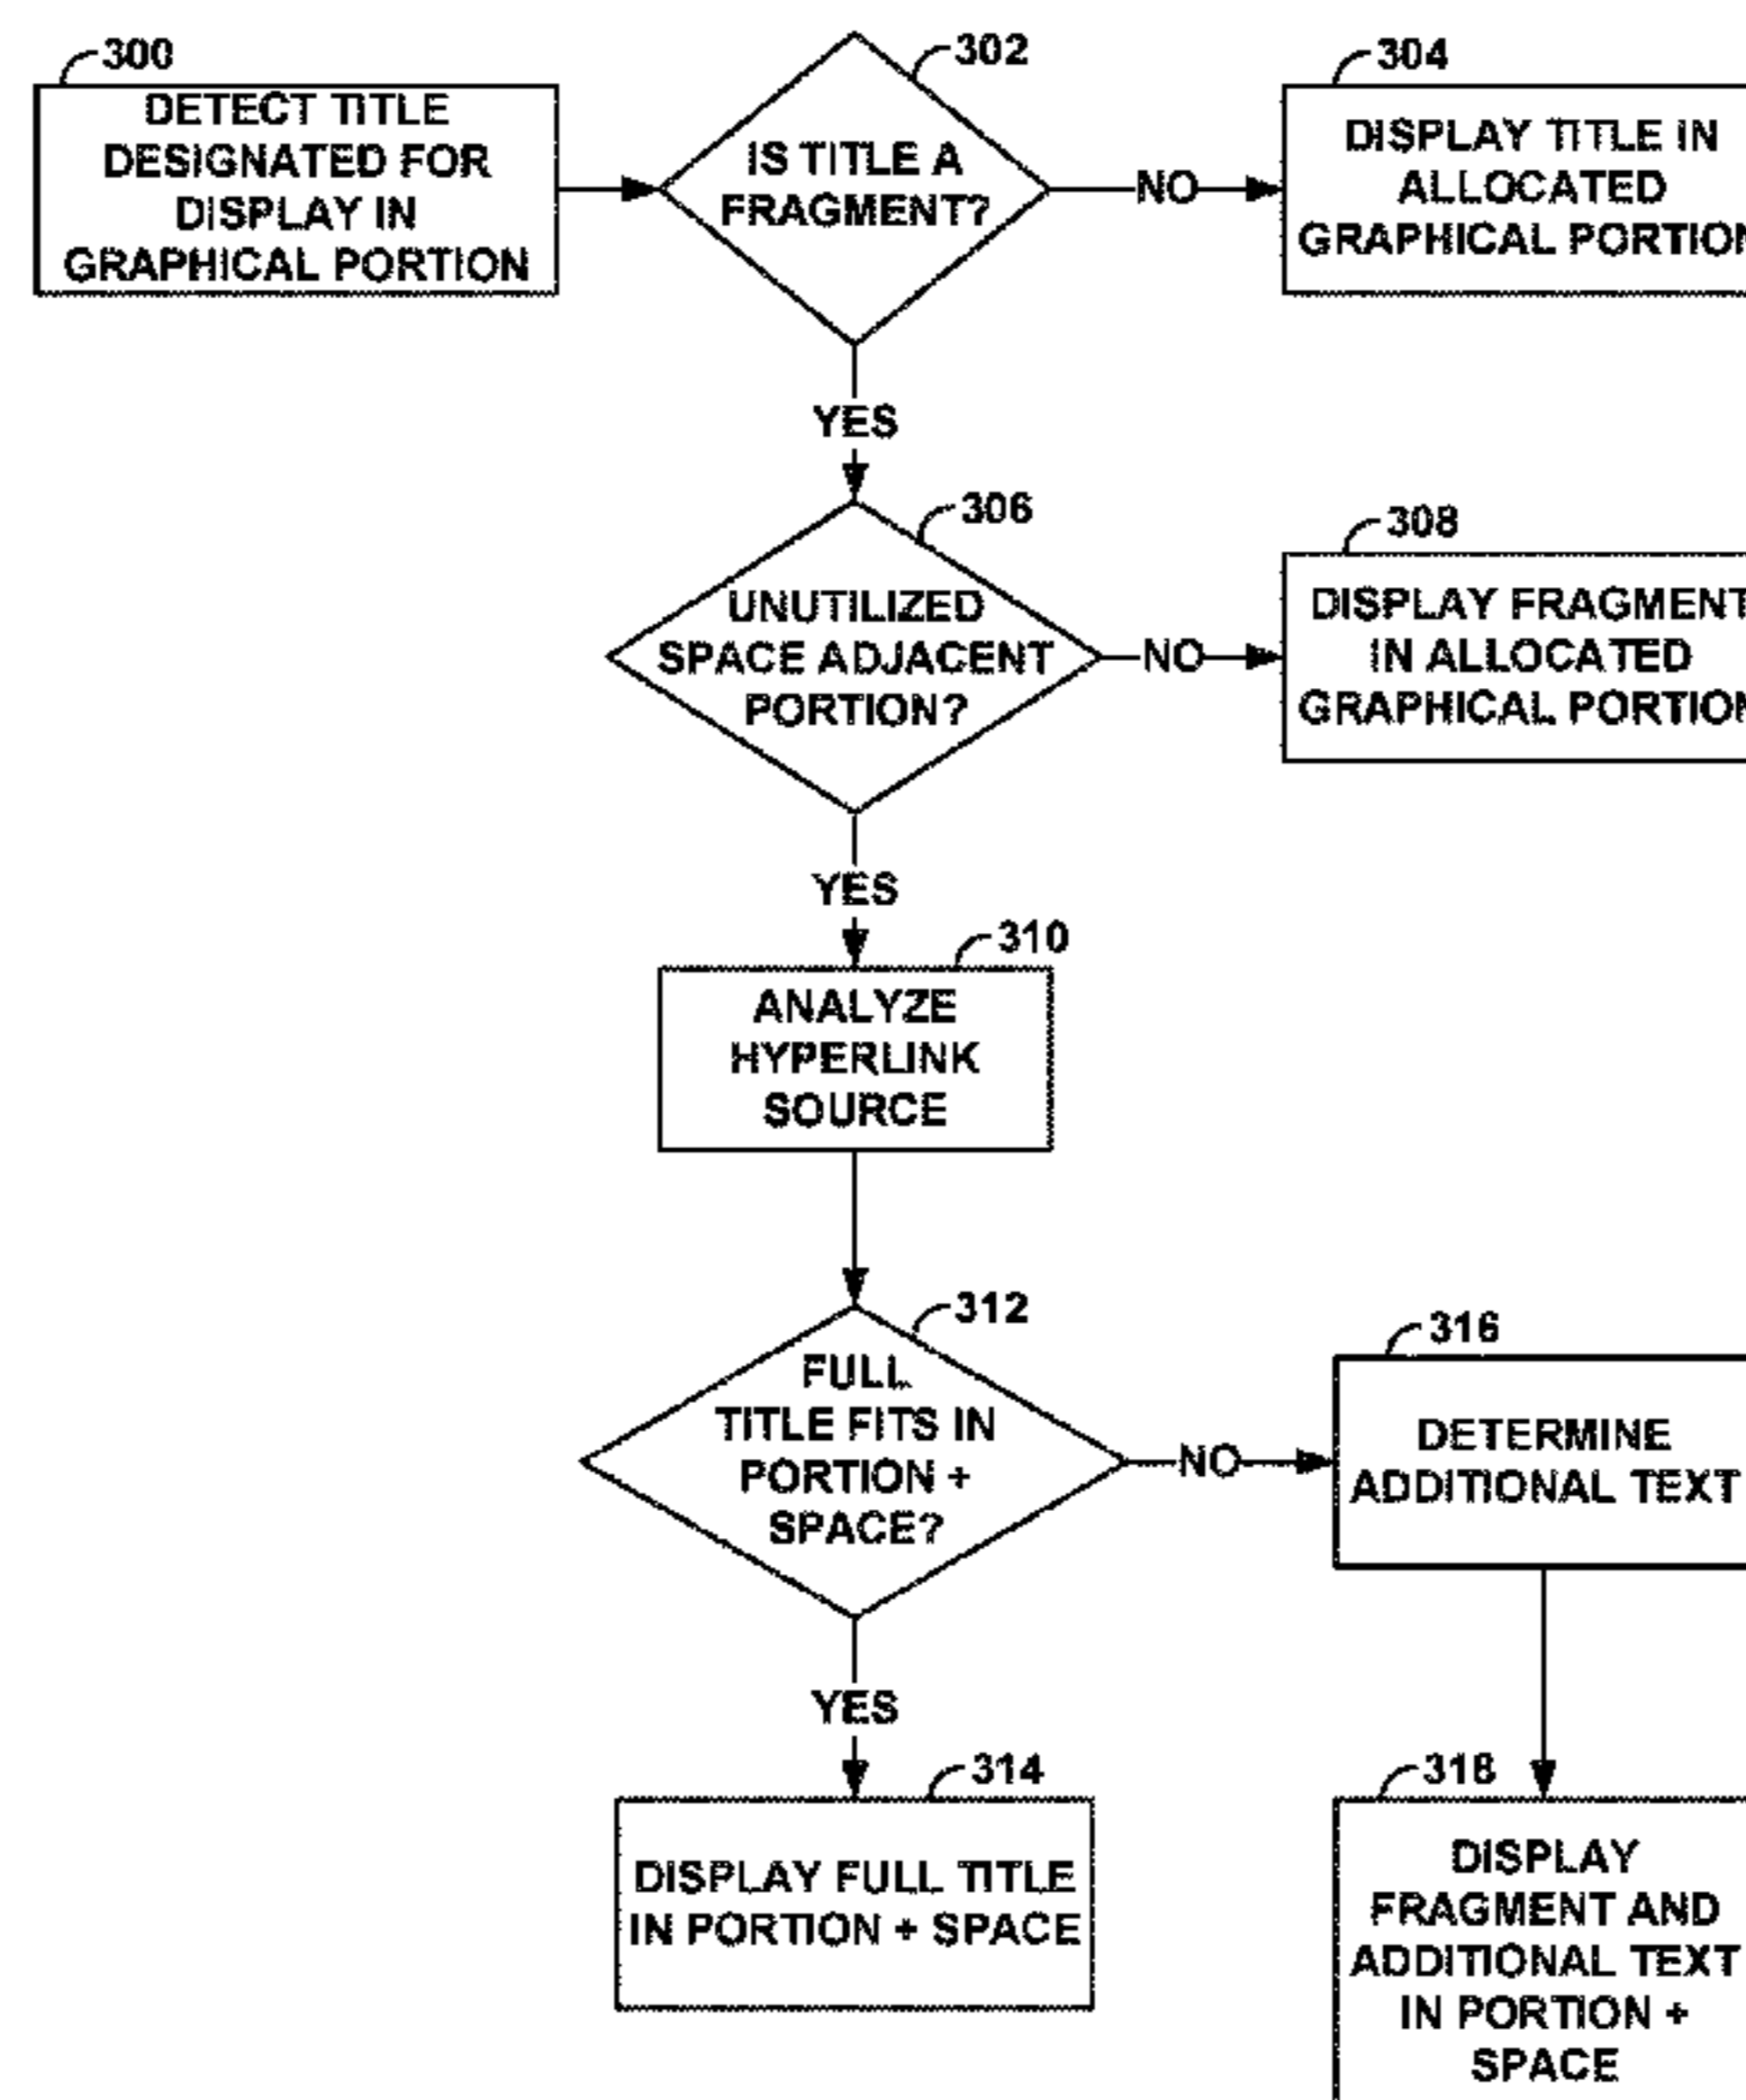 300
DETECT TITLE
DESIGNATED FOR
DISPLAY IN
GRAPHICAL PORTION
302
IS TITLE A
FRAGMENT?
NO
304
DISPLAY TITLE IN
ALLOCATED
GRAPHICAL PORTION
YES
306
UNUTILIZED
SPACE ADJACENT
PORTION?
NO
308
DISPLAY FRAGMENT
IN ALLOCATED
GRAPHICAL PORTION
YES
310
ANALYZE
HYPERLINK
SOURCE
312
FULL
TITLE FITS IN
PORTION +
SPACE?
NO
316
DETERMINE
ADDITIONAL TEXT
YES
314
DISPLAY FULL TITLE
IN PORTION + SPACE
318
DISPLAY
FRAGMENT AND
ADDITIONAL TEXT
IN PORTION +
SPACE